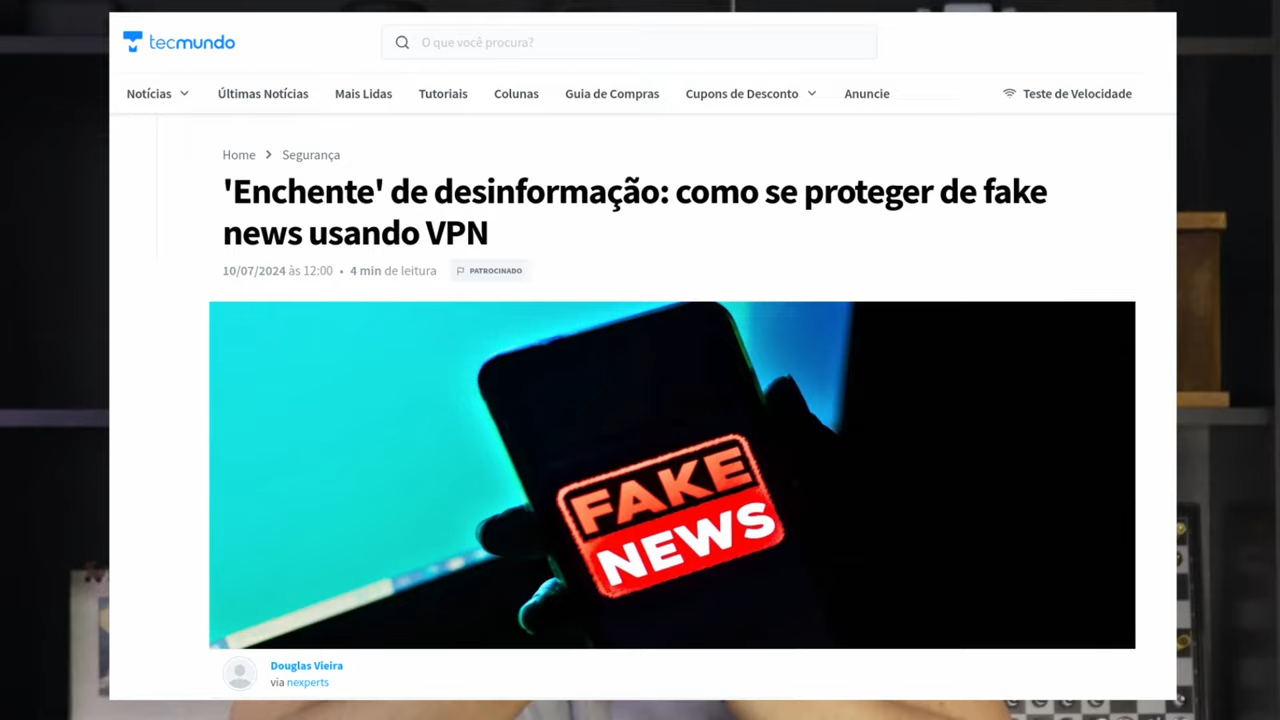 tecmundo
O que você procura?
Notícias
Últimas Notícias
Mais Lidas
Tutoriais
Colunas
Guia de Compras
Cupons de Desconto
Anuncie
Teste de Velocidade
Home > Segurança
'Enchente' de desinformação: como se proteger de fake
news usando VPN
10/07/2024 às 12:00 • 4 min de leitura
PATROCINADO
FAKE
NEWS
Douglas Vieira
via nexperts